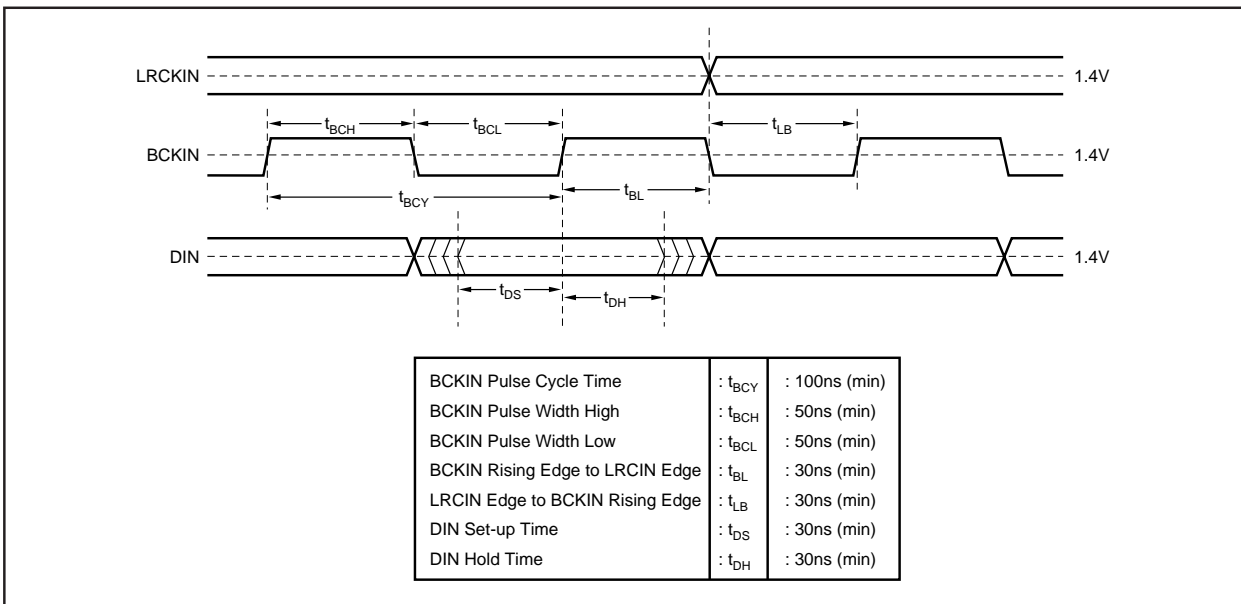 LRCKIN
1.4V
tBCH
tBCL
tLB
BCKIN
1.4V
tBCY
tBL
DIN
1.4V
tDS
tDH
BCKIN Pulse Cycle Time : tBCY : 100ns (min)
BCKIN Pulse Width High : tBCH : 50ns (min)
BCKIN Pulse Width Low : tBCL : 50ns (min)
BCKIN Rising Edge to LRCIN Edge : tBL : 30ns (min)
LRCIN Edge to BCKIN Rising Edge : tLB : 30ns (min)
DIN Set-up Time : tDS : 30ns (min)
DIN Hold Time : tDH : 30ns (min)